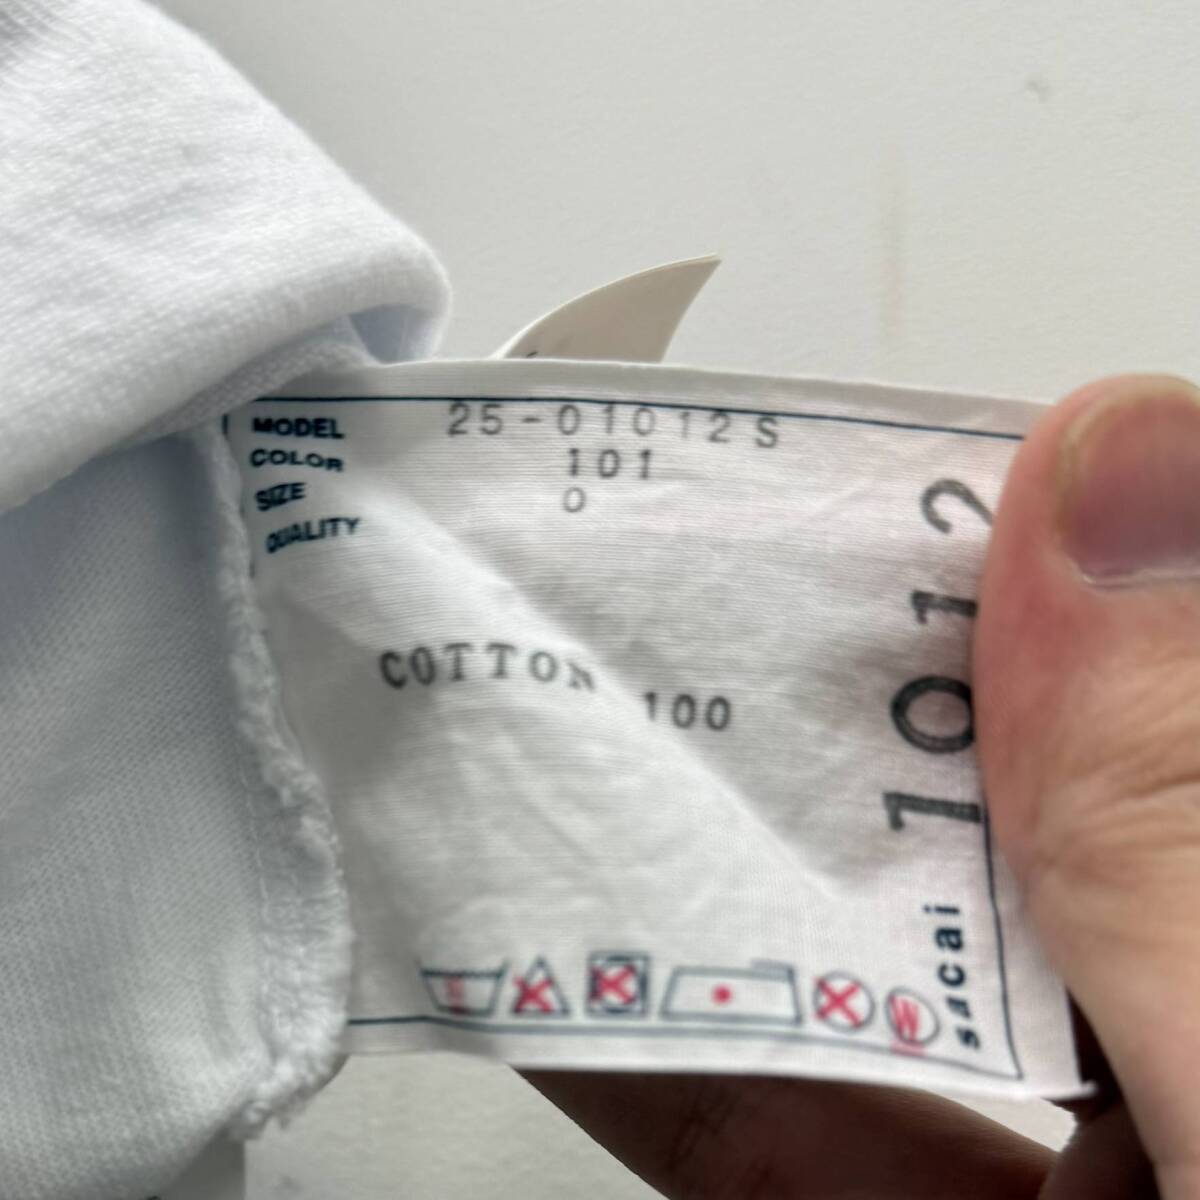 MODEL 25-01012S
COLOR 101
SIZE 0
QUALITY
COTTON 100
1012
sacai